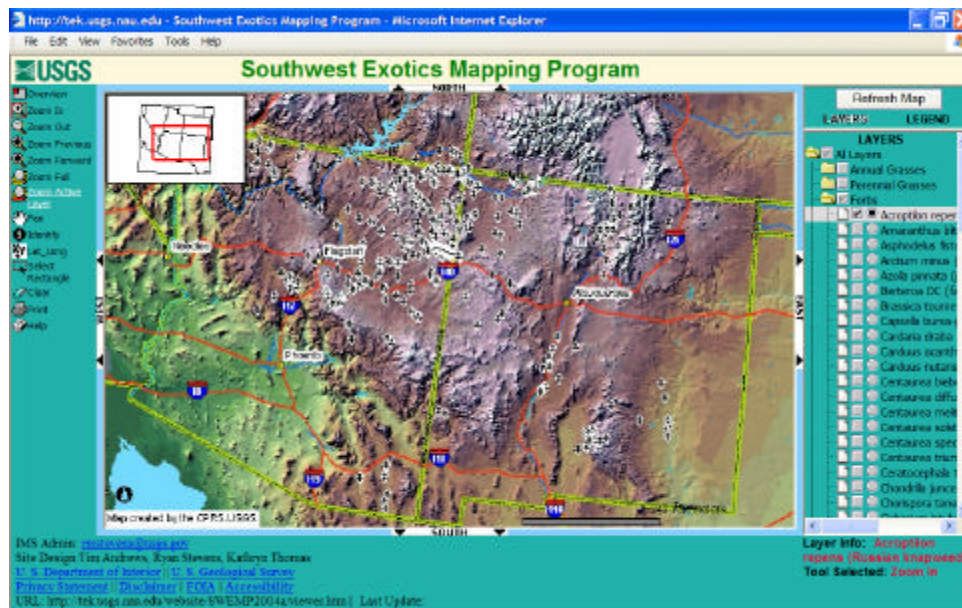 http://tek.usgs.nau.edu - Southwest Exotics Mapping Program - Microsoft Internet Explorer
File Edit View Favorites Tools Help
USGS
Southwest Exotics Mapping Program
Overview
Zoom In
Zoom Out
Zoom Previous
Zoom Forward
Zoom Full
Zoom Active
Layer
Pan
Identify
Lat_Long
Select
Rectangle
Clear
Print
Help
NORTH
Needles
Flagstaff
Albuquerque
Phoenix
EAST
SOUTH
Map created by the CPRS, USGS
Refresh Map
LAYERS LEGEND
LAYERS
All Layers
Annual Grasses
Perennial Grasses
Forbs
Acroption repen
Amaranthus
Asphodelus fist
Arctium minus
Azolla pinnata
Berteroa DC
Brassica tourne
Capsella bursa
Cardaria draba
Carduus acanth
Carduus nutans
Centaurea biebe
Centaurea diffu
Centaurea melit
Centaurea solst
Centaurea
Centaurea
Ceratocephala
Chondrilla junce
Chorispora tene
IMS Admin:
Site Design Tim Andrews, Ryan Stevens, Kathryn Thomas
U. S. Department of Interior || U. S. Geological Survey
Privacy Statement || Disclaimer || FOIA || Accessibility
URL: http://tek.usgs.nau.edu/website/SWEMP2004a/viewer.htm | Last Update:
Layer Info: Acroption
repens (Russian knapweed)
Tool Selected: Zoom In